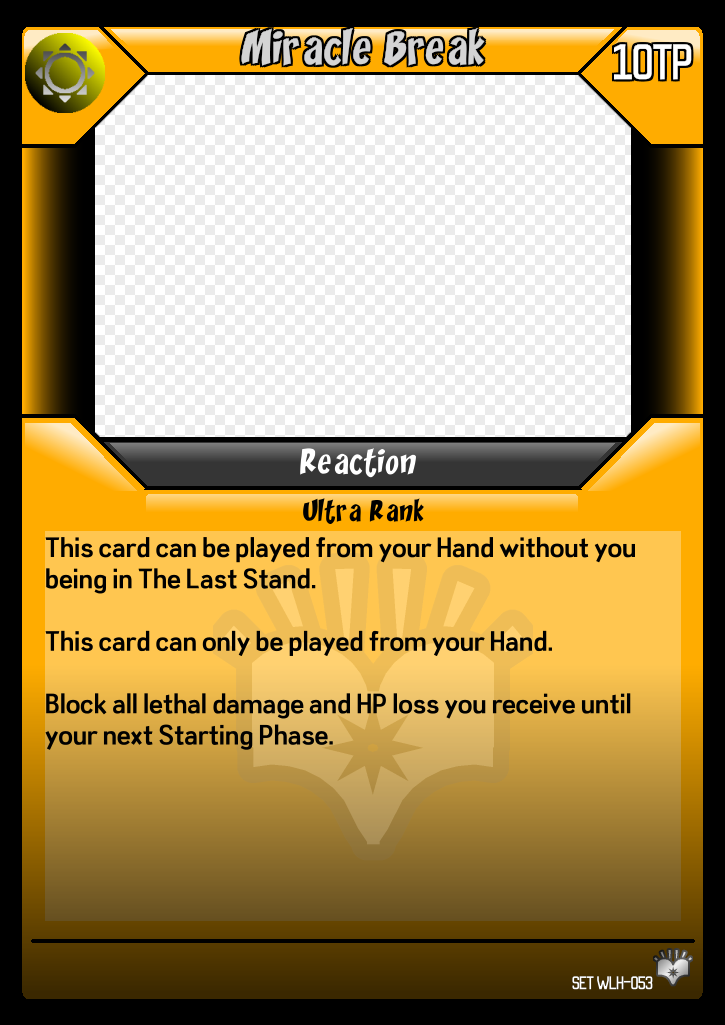 Miracle Break
10TP
Reaction
Ultra Rank
This card can be played from your Hand without you
being in The Last Stand.
This card can only be played from your Hand.
Block all lethal damage and HP loss you receive until
your next Starting Phase.
SET WLH-053